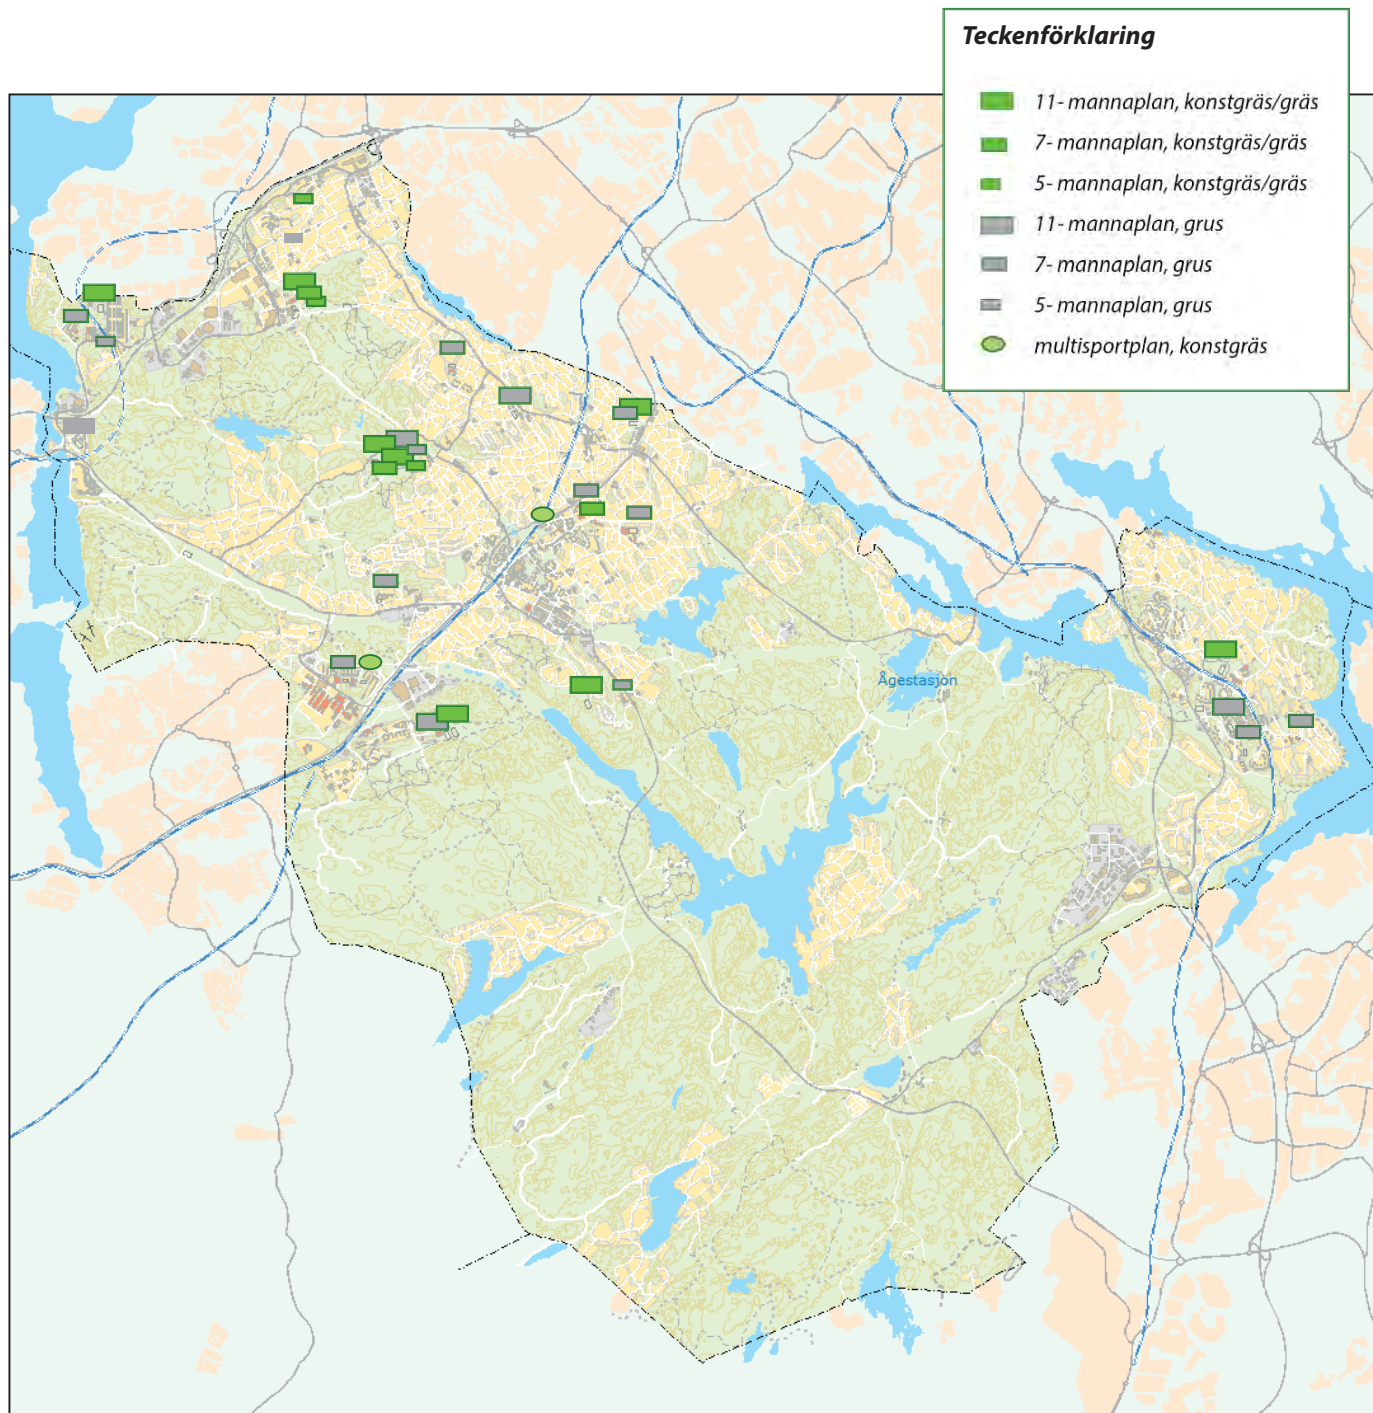 Teckenförklaring
11- mannaplan, konstgräs/gräs
7- mannaplan, konstgräs/gräs
5- mannaplan, konstgräs/gräs
11- mannaplan, grus
7- mannaplan, grus
5- mannaplan, grus
multisportplan, konstgräs
Ågestasjön